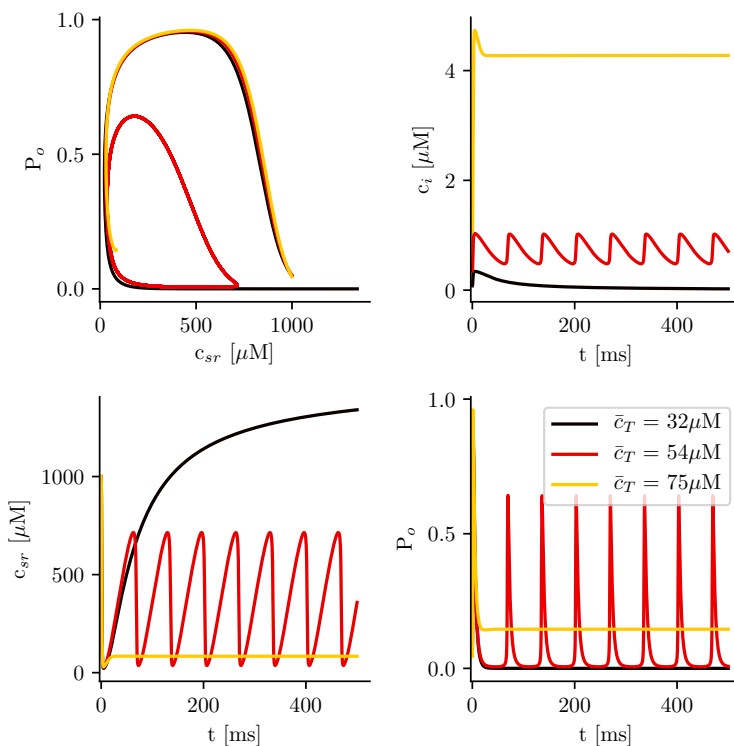 1.0
0.5
0.0
P_o
0
500
1000
c_sr [μM]
4
2
0
c_i [μM]
0
200
400
t [ms]
1000
500
0
c_sr [μM]
0
200
400
t [ms]
1.0
0.5
0.0
P_o
c̄_T = 32μM
c̄_T = 54μM
c̄_T = 75μM
0
200
400
t [ms]